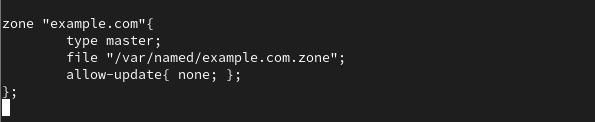 zone "example.com"{
type master;
file "/var/named/example.com.zone";
allow-update{ none; };
};